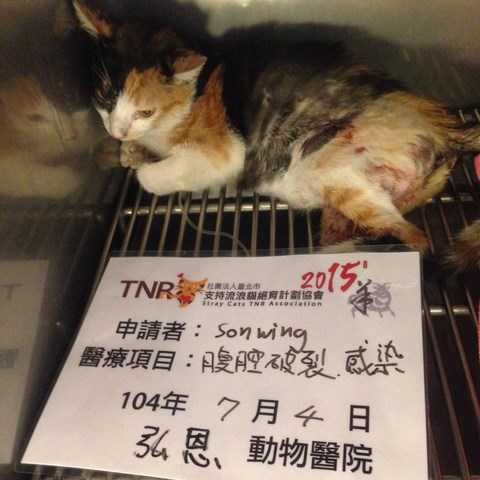 TNR 社團法人臺北市 2015'
支持流浪貓絕育計劃協會
Stray Cats TNR Association
申請者：sonwing
醫療項目：腹腔破裂.感染
104年 7月4日
弘恩 動物醫院